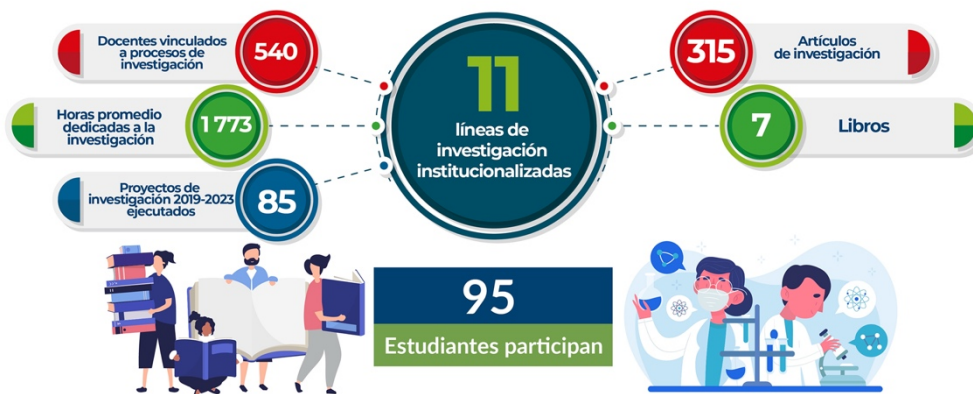 Docentes vinculados
a procesos de
investigación
540
Horas promedio
dedicadas a la
investigación
1 773
Proyectos de
investigación 2019-2023
ejecutados
85
11
líneas de
investigación
institucionalizadas
315
Artículos
de investigación
7
Libros
95
Estudiantes participan